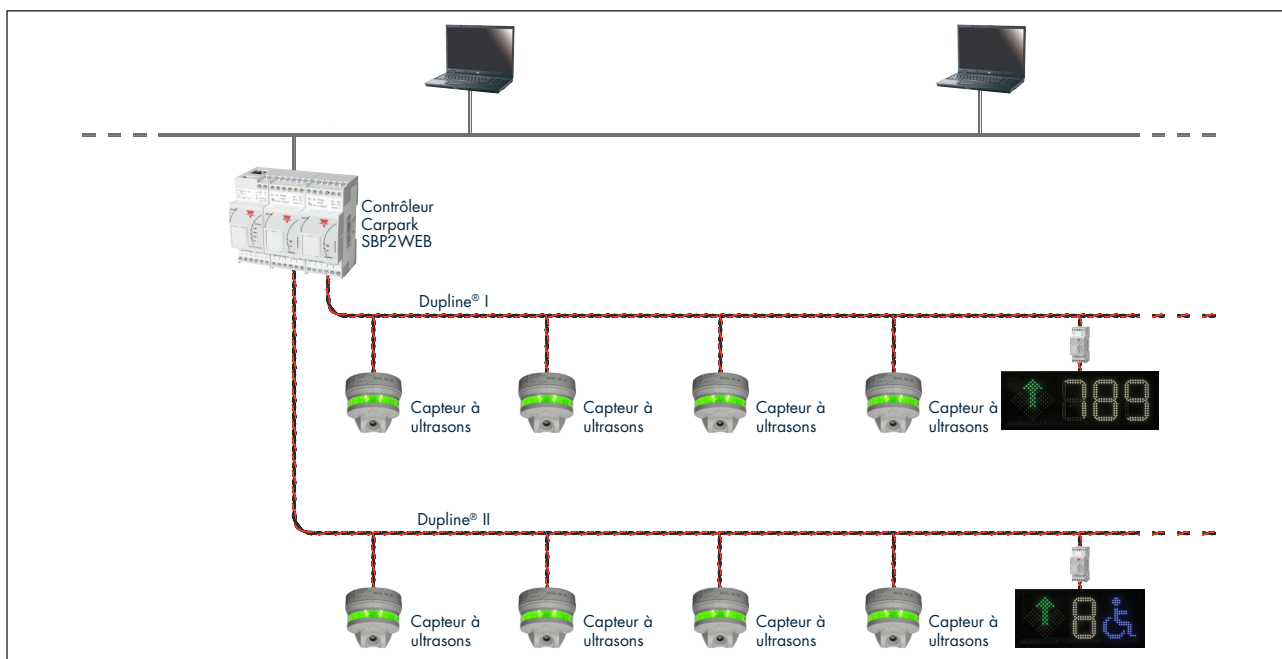 Contrôleur
Carpark
SBP2WEB
Dupline® I
Capteur à
ultrasons
Capteur à
ultrasons
Capteur à
ultrasons
Capteur à
ultrasons
789
Dupline® II
Capteur à
ultrasons
Capteur à
ultrasons
Capteur à
ultrasons
Capteur à
ultrasons
8